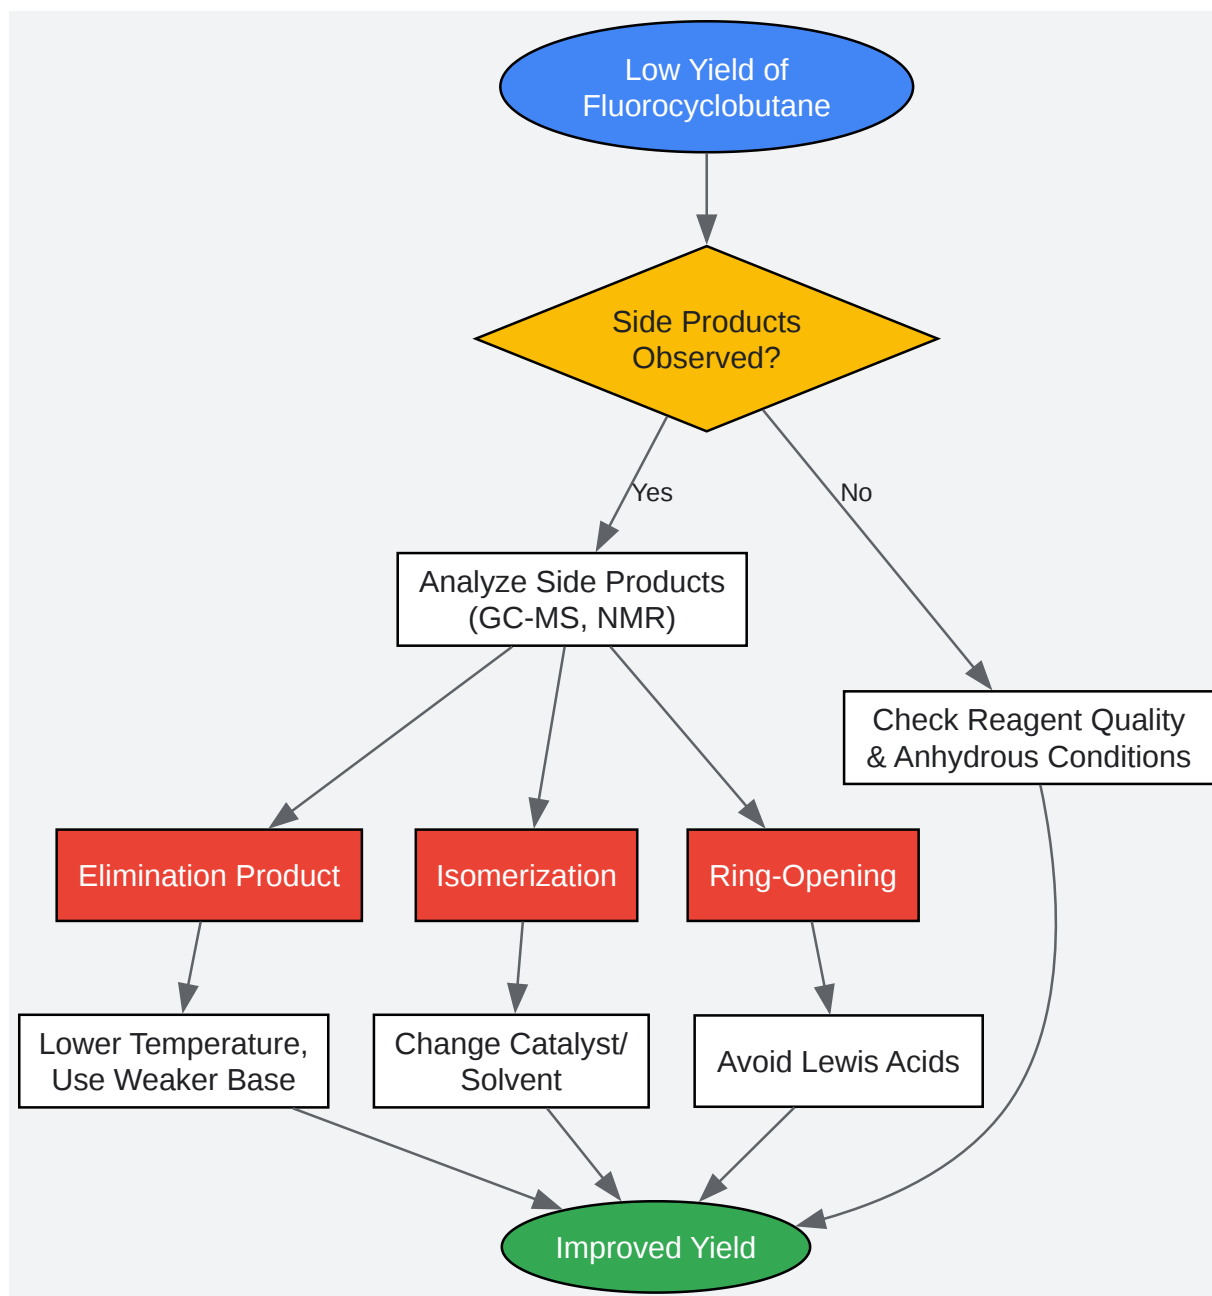 Low Yield of
Fluorocyclobutane
Side Products
Observed?
Yes
No
Analyze Side Products
(GC-MS, NMR)
Check Reagent Quality
& Anhydrous Conditions
Elimination Product
Isomerization
Ring-Opening
Lower Temperature,
Use Weaker Base
Change Catalyst/
Solvent
Avoid Lewis Acids
Improved Yield